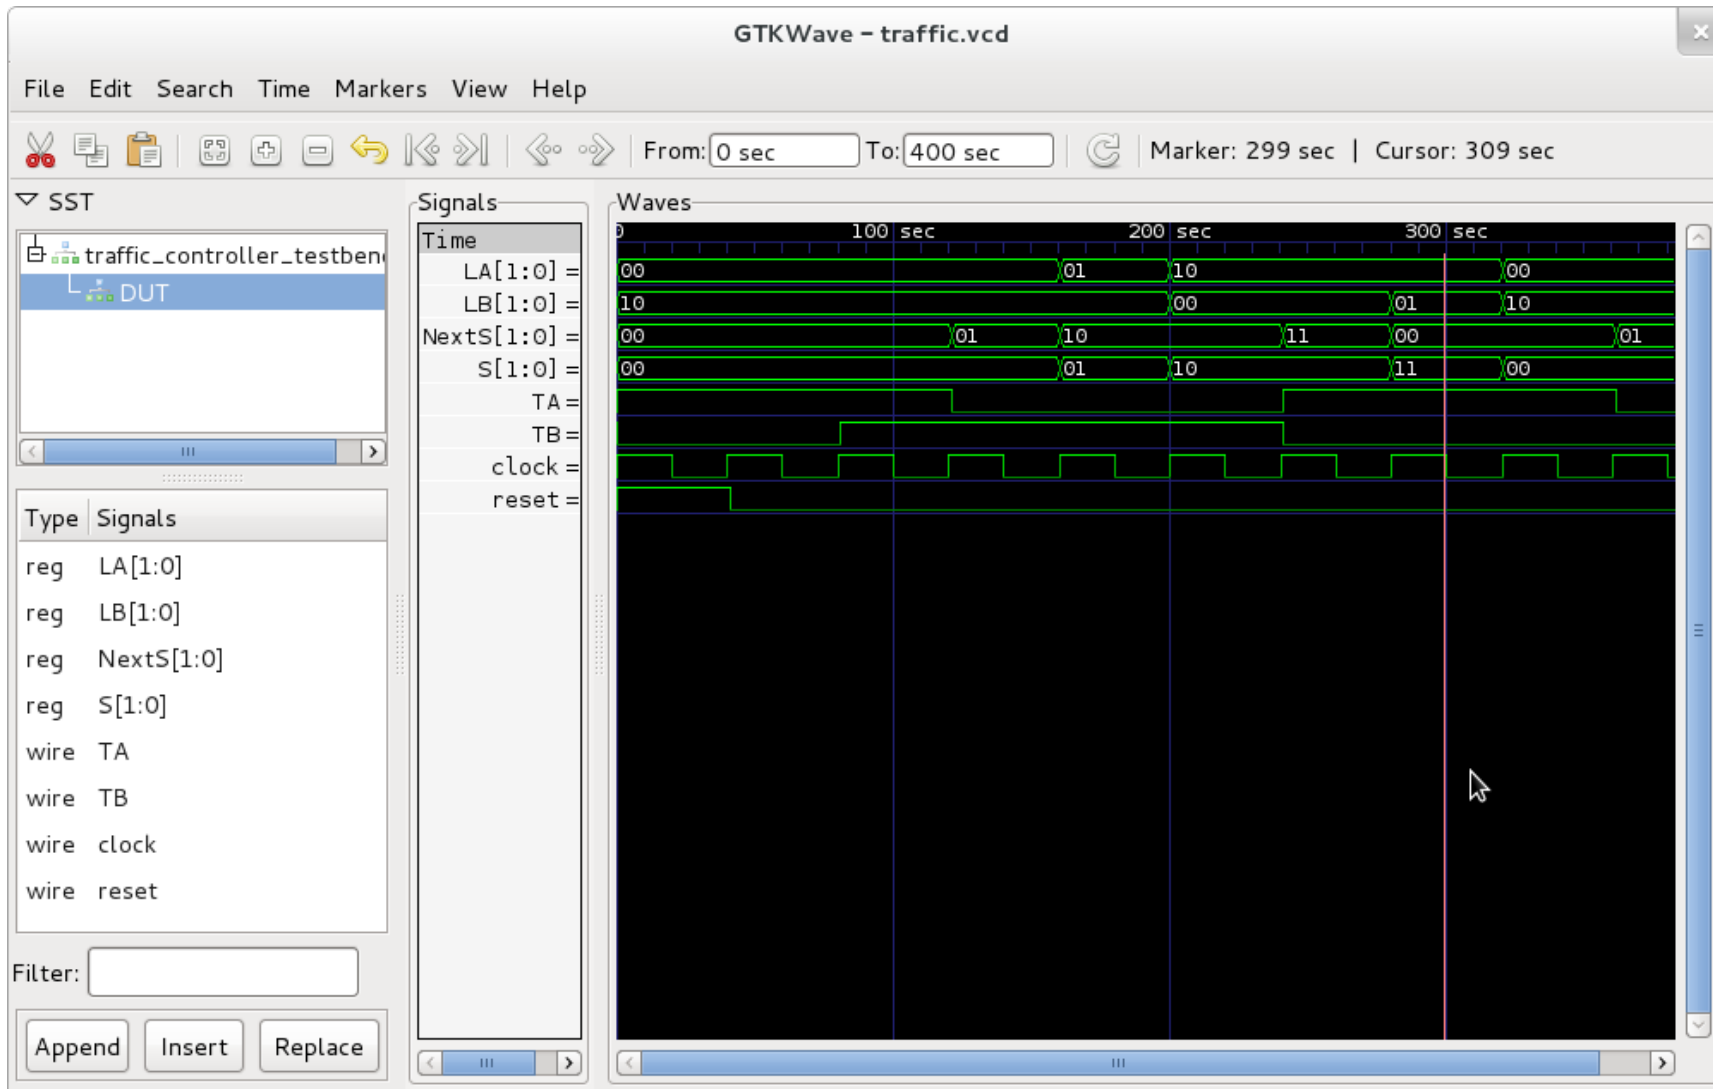 GTKWave – traffic.vcd
File Edit Search Time Markers View Help
From: 0 sec To: 400 sec Marker: 299 sec | Cursor: 309 sec
SST
traffic_controller_testben
DUT
Type Signals
reg LA[1:0]
reg LB[1:0]
reg NextS[1:0]
reg S[1:0]
wire TA
wire TB
wire clock
wire reset
Filter:
Append Insert Replace
Signals
Time
LA[1:0] =
LB[1:0] =
NextS[1:0] =
S[1:0] =
TA =
TB =
clock =
reset =
Waves
0 100 sec 200 sec 300 sec
00 01 10 00
10 00 01 10
00 01 10 11 00 01
00 01 10 11 00